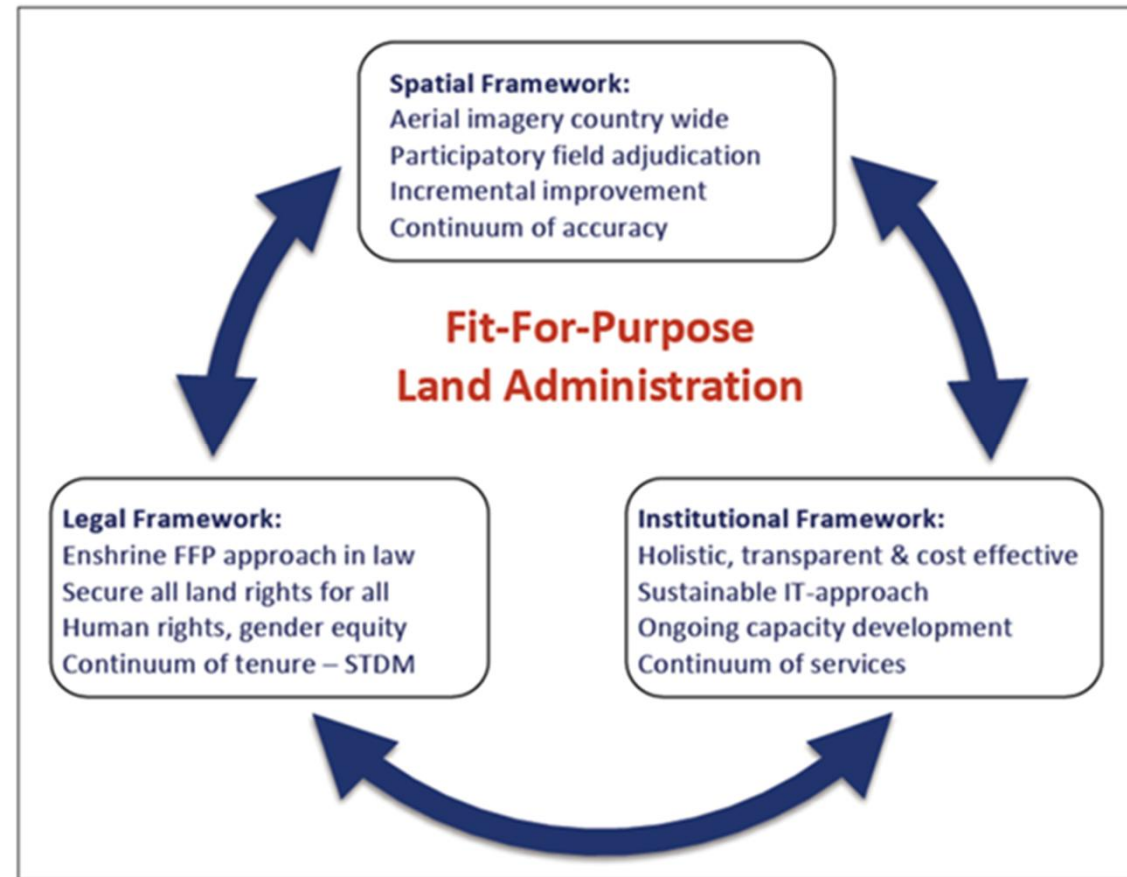 Spatial Framework:
Aerial imagery country wide
Participatory field adjudication
Incremental improvement
Continuum of accuracy
Fit-For-Purpose
Land Administration
Legal Framework:
Enshrine FFP approach in law
Secure all land rights for all
Human rights, gender equity
Continuum of tenure – STDM
Institutional Framework:
Holistic, transparent & cost effective
Sustainable IT-approach
Ongoing capacity development
Continuum of services